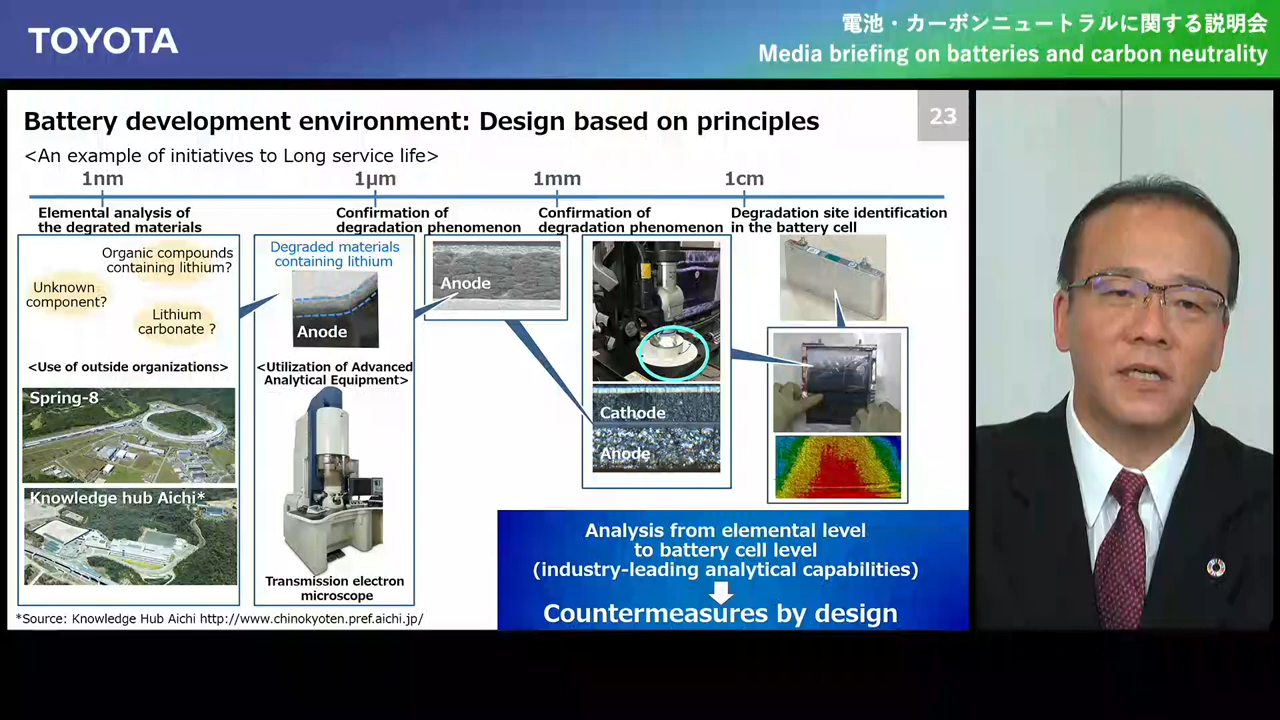 TOYOTA
電池・カーボンニュートラルに関する説明会
Media briefing on batteries and carbon neutrality
Battery development environment: Design based on principles
23
<An example of initiatives to Long service life>
1nm
1μm
1mm
1cm
Elemental analysis of
the degrated materials
Confirmation of
degradation phenomenon
Confirmation of
degradation phenomenon
Degradation site identification
in the battery cell
Organic compounds
containing lithium?
Unknown
component?
Lithium
carbonate ?
<Use of outside organizations>
Spring-8
Knowledge hub Aichi*
Degraded materials
containing lithium
Anode
<Utilization of Advanced
Analytical Equipment>
Transmission electron
microscope
Anode
Cathode
Anode
Analysis from elemental level
to battery cell level
(industry-leading analytical capabilities)
Countermeasures by design
*Source: Knowledge Hub Aichi http://www.chinokyoten.pref.aichi.jp/